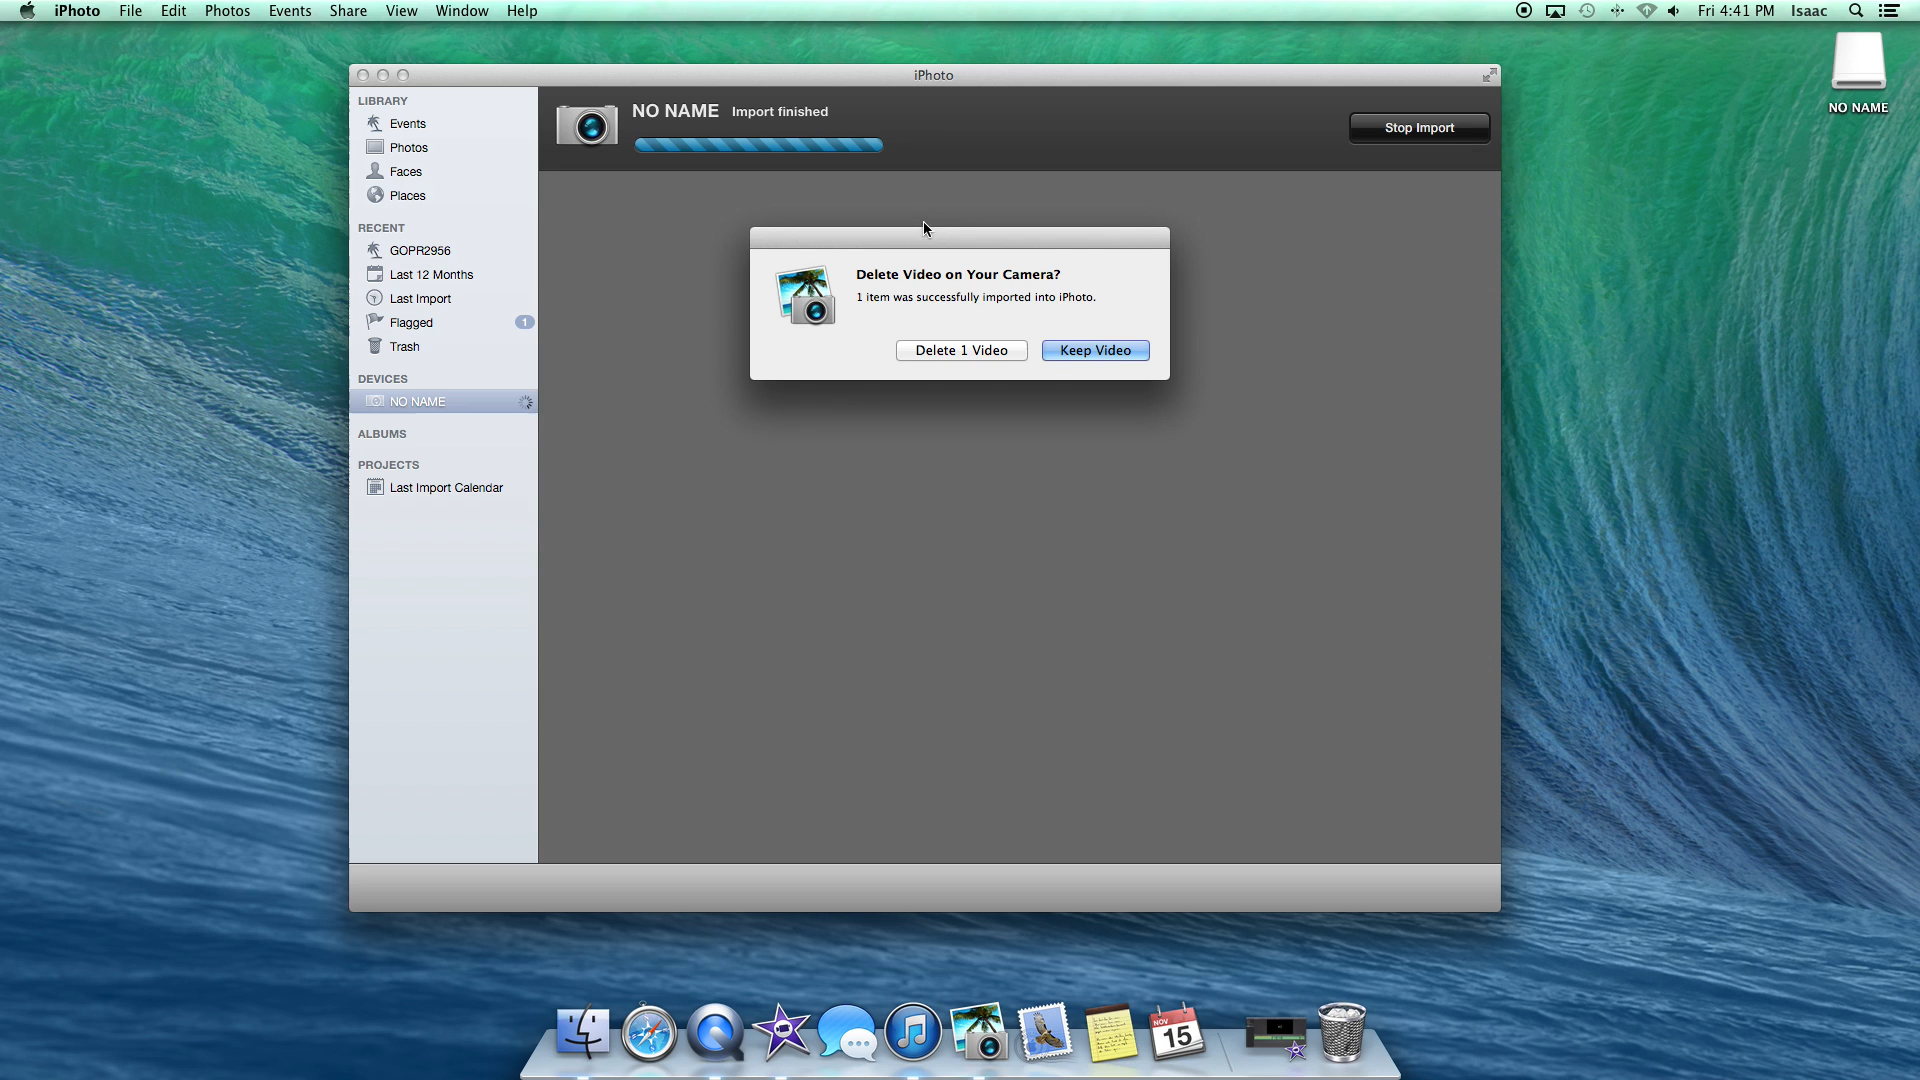 iPhoto File Edit Photos Events Share View Window Help
Fri 4:41 PM Isaac
NO NAME
iPhoto
LIBRARY
Events
Photos
Faces
Places
RECENT
GOPR2956
Last 12 Months
Last Import
Flagged 1
Trash
DEVICES
NO NAME
ALBUMS
PROJECTS
Last Import Calendar
NO NAME Import finished
Stop Import
Delete Video on Your Camera?
1 item was successfully imported into iPhoto.
Delete 1 Video Keep Video
NOV
15